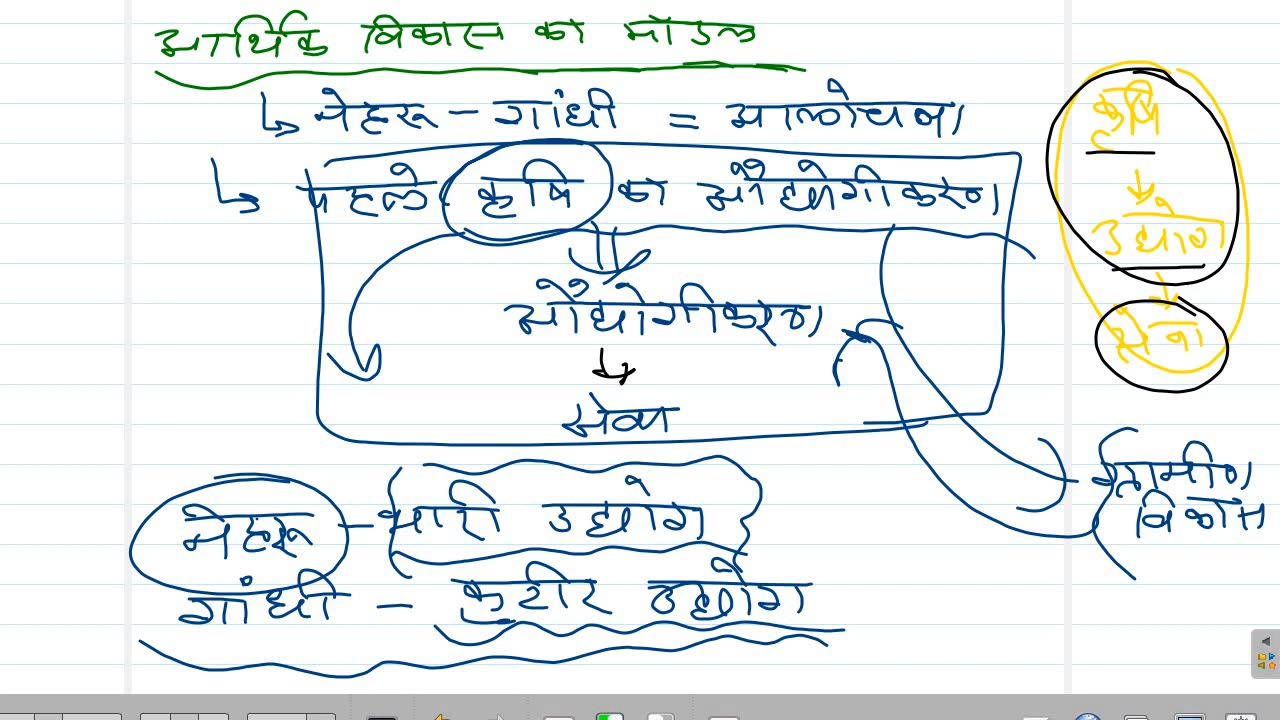 आर्थिक विकास का मॉडल
नेहरू - गांधी = आलोचना
पहले कृषि का औद्योगीकरण
औद्योगीकरण
सेवा
नेहरू - भारी उद्योग
गांधी - कुटीर उद्योग
कृषि
उद्योग
सेवा
ग्रामीण
विकास